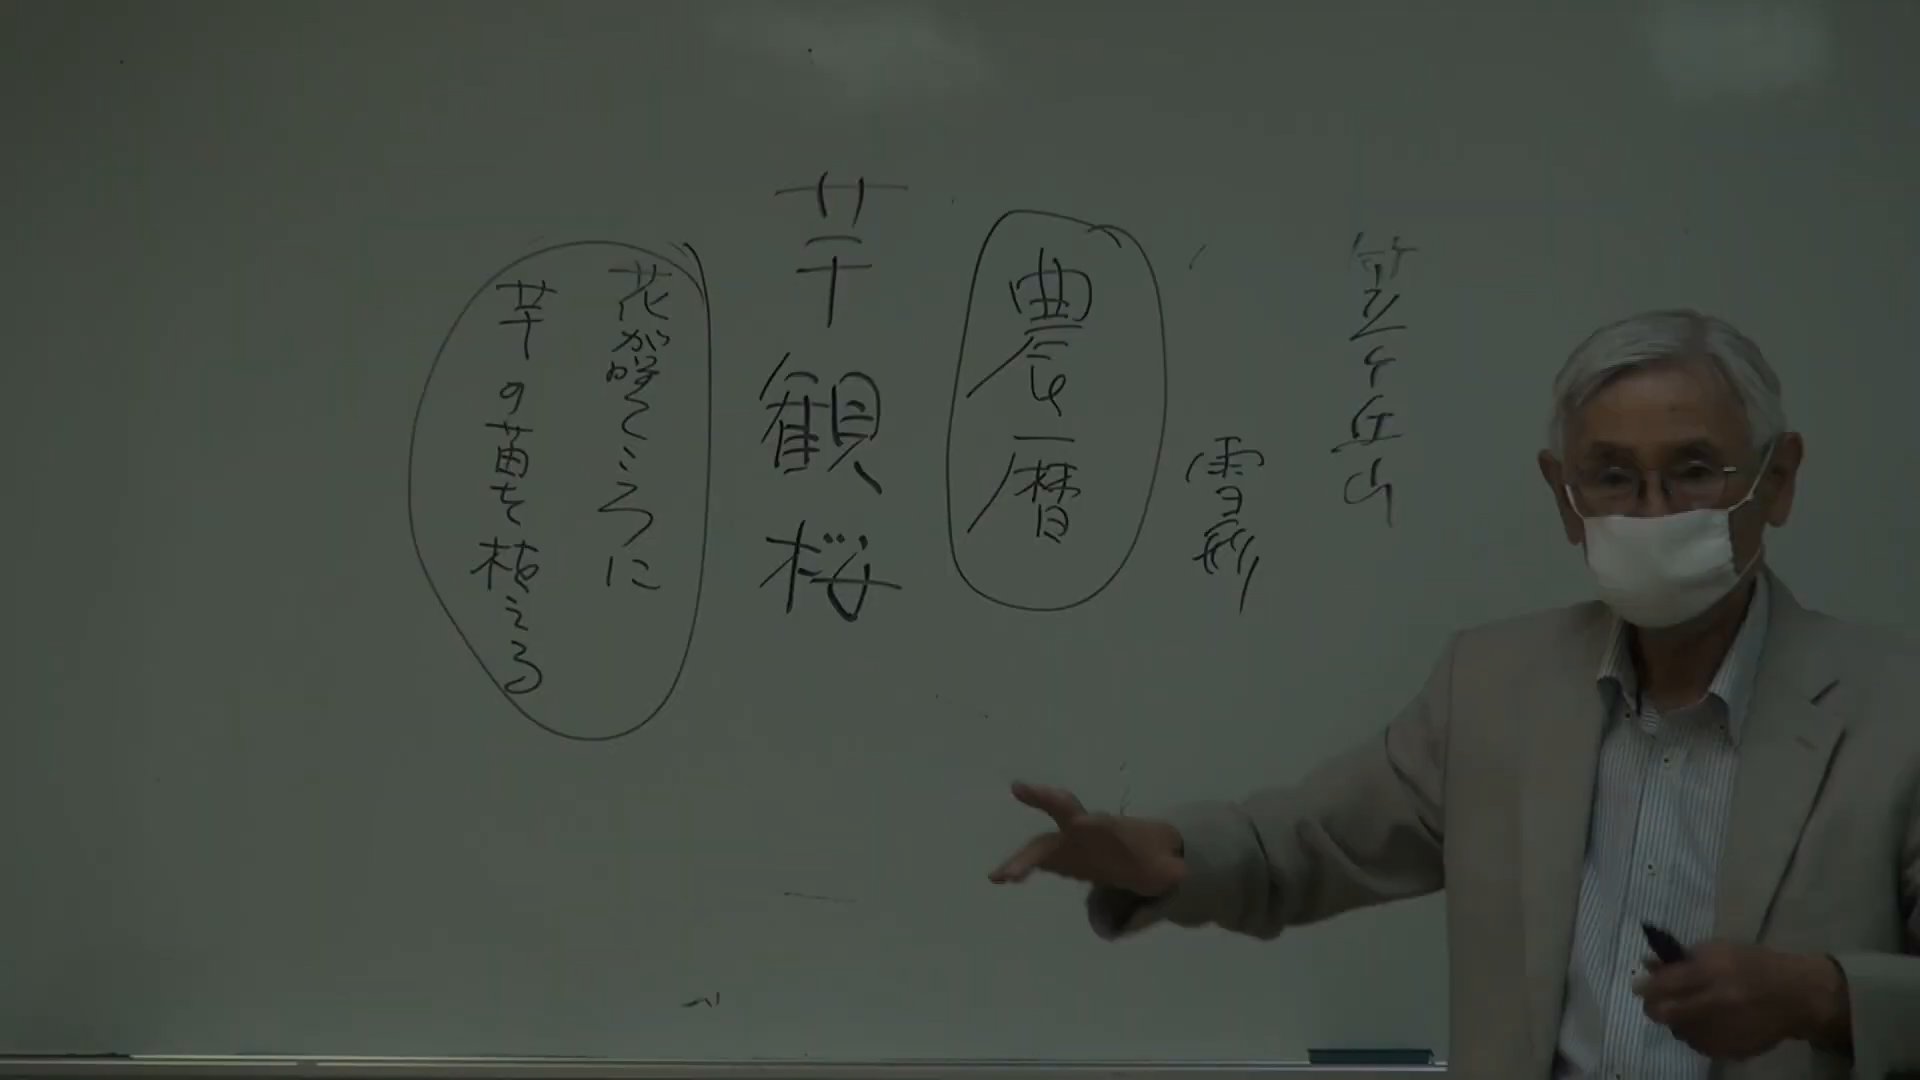 笠ケ岳山
雪形
農暦
芋観桜
花が咲くころに
芋の苗を植える